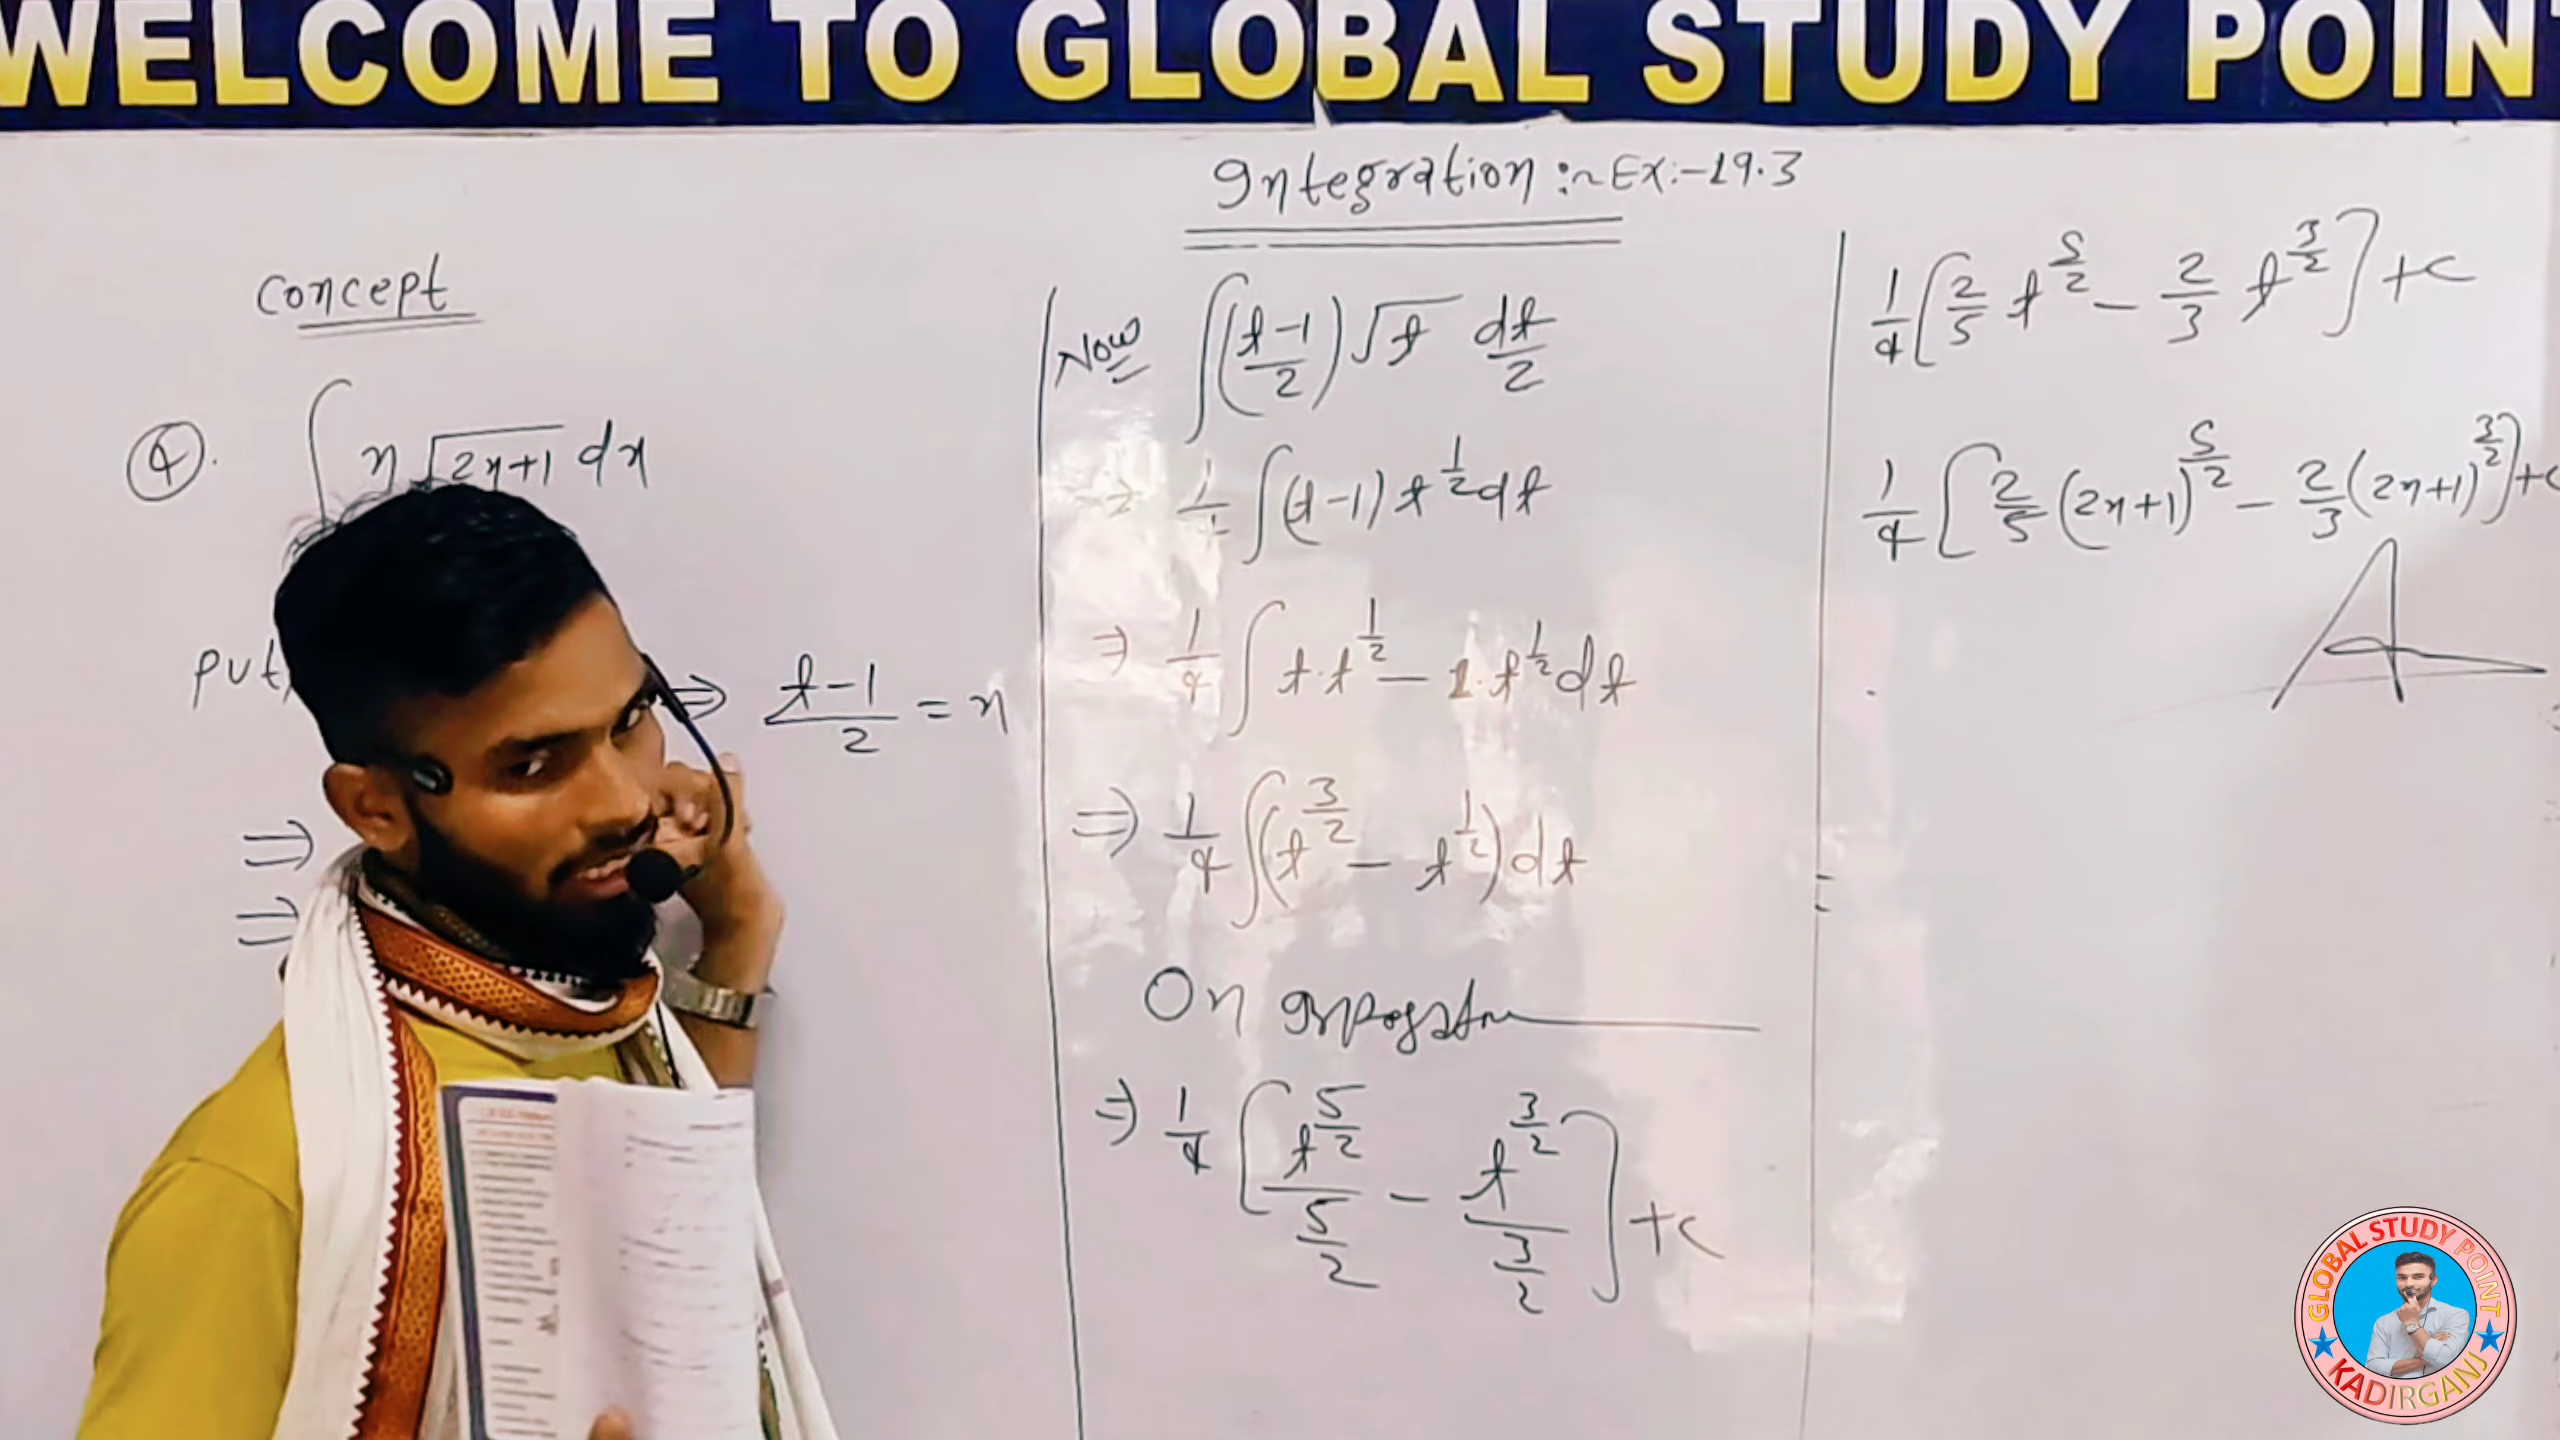 WELCOME TO GLOBAL STUDY POIN
Integration :~ Ex:-19.3
Concept
④. ∫ x √(2x+1) dx
Put,
⇒ (t-1)/2 = x
⇒
⇒
Now ∫ ((t-1)/2) √t dt/2
⇒ 1/4 ∫ (t-1) t^(1/2) dt
⇒ 1/4 ∫ t.t^(1/2) - 1.t^(1/2) dt
⇒ 1/4 ∫ (t^(3/2) - t^(1/2)) dt
On
⇒ 1/4 [ t^(5/2)/(5/2) - t^(3/2)/(3/2) ] + c
1/4 [ 2/5 t^(5/2) - 2/3 t^(3/2) ] + c
1/4 [ 2/5 (2x+1)^(5/2) - 2/3 (2x+1)^(3/2) ] + c
GLOBAL STUDY POINT
KADIRGANJ